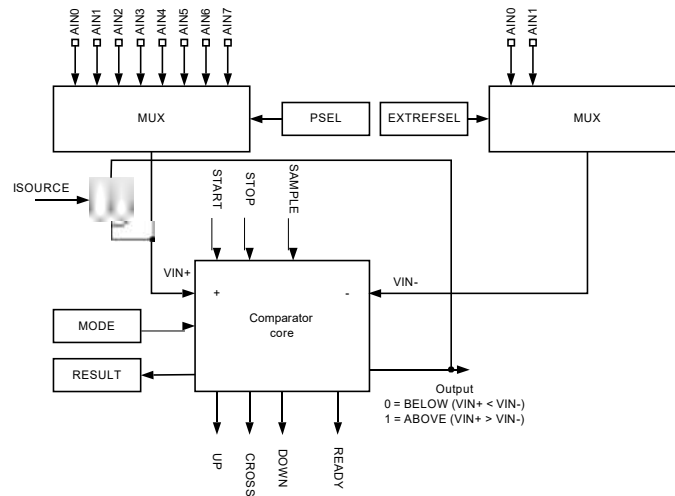 AIN0
AIN1
AIN2
AIN3
AIN4
AIN5
AIN6
AIN7
AIN0
AIN1
MUX
PSEL
EXTREFSEL
MUX
ISOURCE
START
STOP
SAMPLE
VIN+
VIN-
+
-
Comparator
core
MODE
RESULT
Output
0 = BELOW (VIN+ < VIN-)
1 = ABOVE (VIN+ > VIN-)
UP
CROSS
DOWN
READY